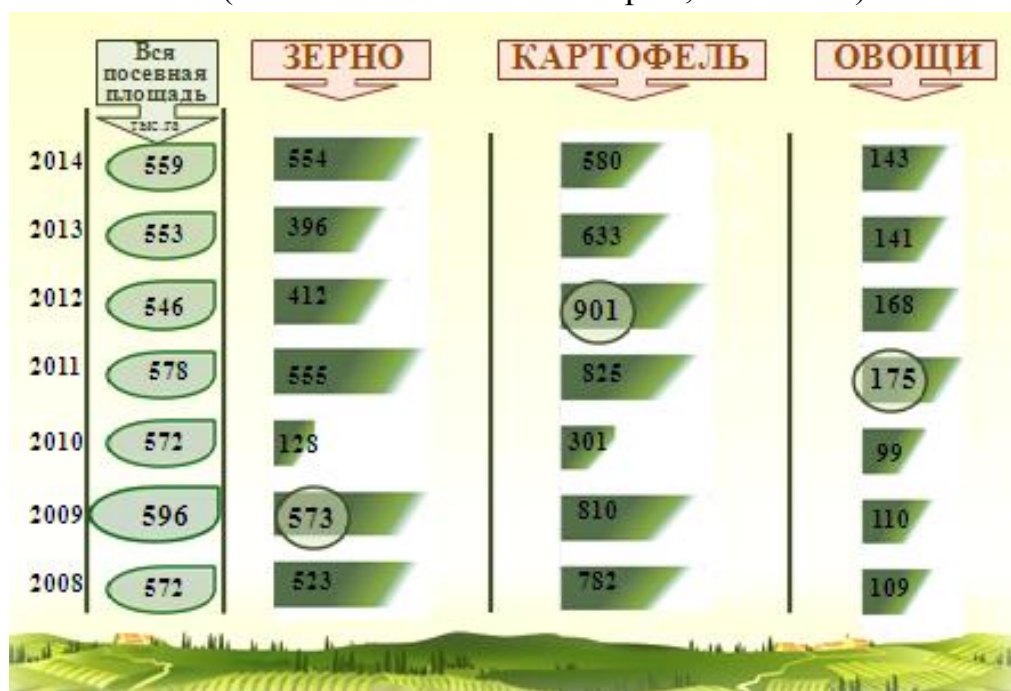 Вся
посевная
площадь
тыс.га
ЗЕРНО
КАРТОФЕЛЬ
ОВОЩИ
2014 559 554 580 143
2013 553 396 633 141
2012 546 412 901 168
2011 578 555 825 175
2010 572 128 301 99
2009 596 573 810 110
2008 572 523 782 109